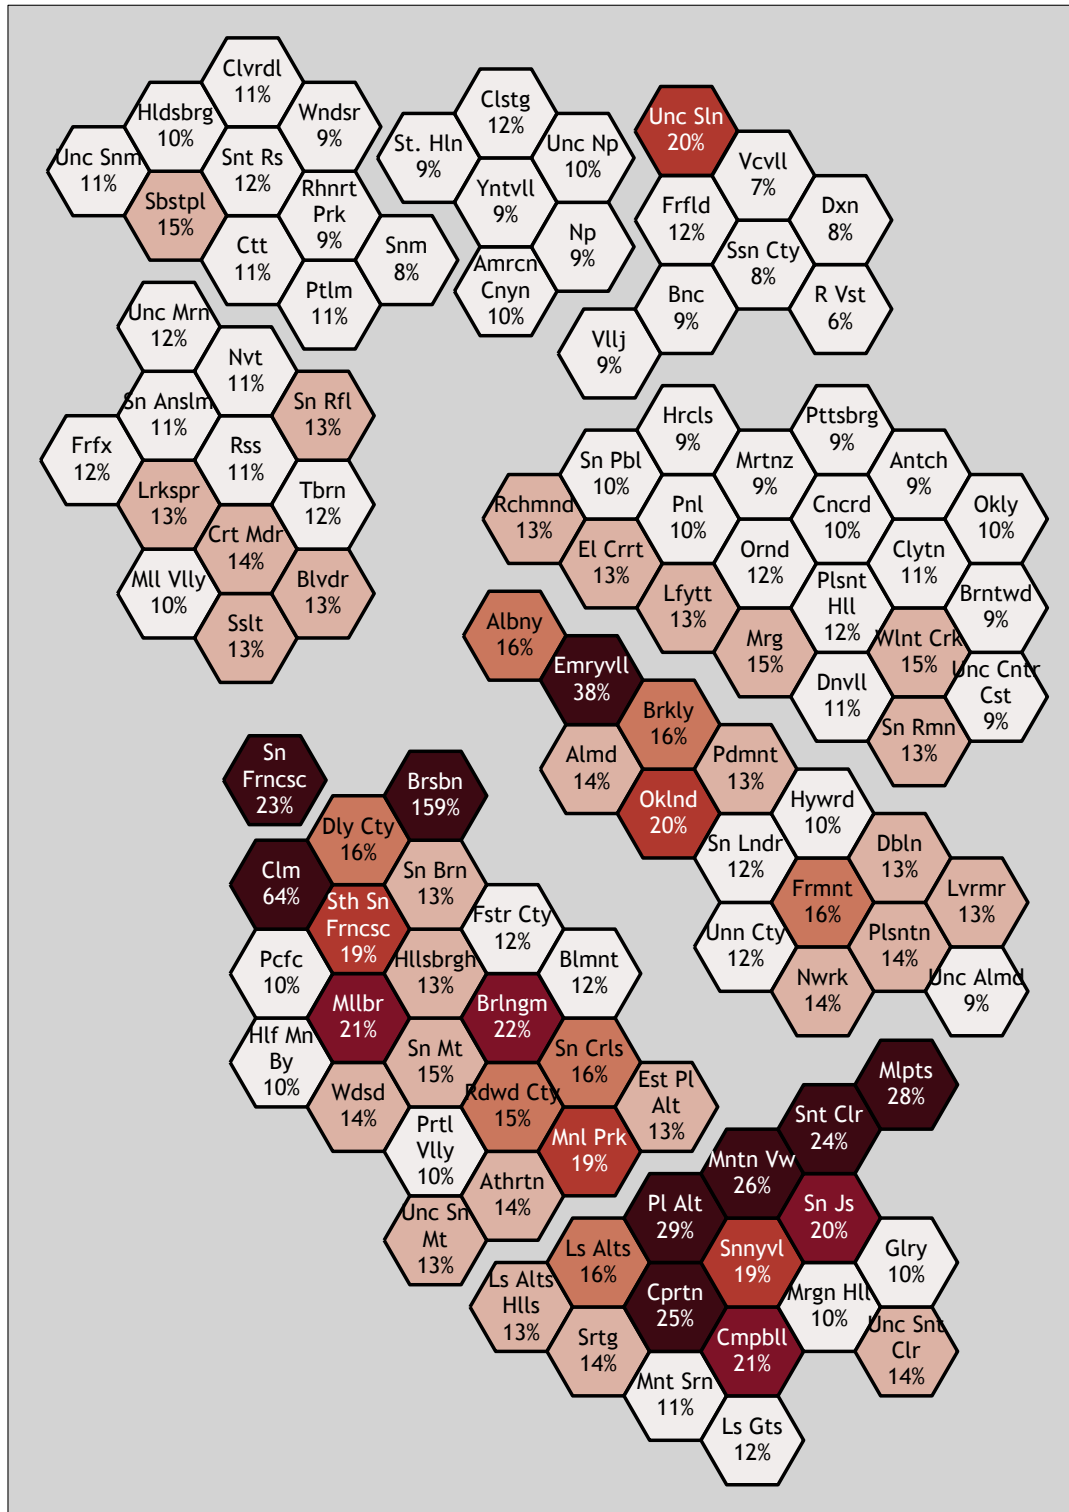 Clvrdl
11%
Hldsbrg
10%
Wndsr
9%
Unc Snm
11%
Snt Rs
12%
Sbstpl
15%
Rhnrt
Prk
9%
Ctt
11%
Snm
8%
Ptlm
11%
Clstg
12%
St. Hln
9%
Unc Np
10%
Yntvll
9%
Np
9%
Amrcn
Cnyn
10%
Unc Sln
20%
Vcvll
7%
Frfld
12%
Dxn
8%
Ssn Cty
8%
Bnc
9%
R Vst
6%
Vllj
9%
Unc Mrn
12%
Nvt
11%
Sn Anslm
11%
Sn Rfl
13%
Frfx
12%
Rss
11%
Lrkspr
13%
Tbrn
12%
Crt Mdr
14%
Mll Vlly
10%
Blvdr
13%
Sslt
13%
Hrcls
9%
Pttsbrg
9%
Sn Pbl
10%
Mrtnz
9%
Antch
9%
Rchmnd
13%
Pnl
10%
Cncrd
10%
Okly
10%
El Crrt
13%
Ornd
12%
Clytn
11%
Lfytt
13%
Plsnt
Hll
12%
Brntwd
9%
Mrg
15%
Wlnt Crk
15%
Dnvll
11%
Unc Cntr
Cst
9%
Sn Rmn
13%
Albny
16%
Emryvll
38%
Brkly
16%
Almd
14%
Pdmnt
13%
Oklnd
20%
Hywrd
10%
Sn Lndr
12%
Dbln
13%
Frmnt
16%
Lvrmr
13%
Unn Cty
12%
Plsntn
14%
Nwrk
14%
Unc Almd
9%
Sn
Frncsc
23%
Brsbn
159%
Dly Cty
16%
Clm
64%
Sn Brn
13%
Sth Sn
Frncsc
19%
Fstr Cty
12%
Pcfc
10%
Hllsbrgh
13%
Blmnt
12%
Mllbr
21%
Brlngm
22%
Hlf Mn
By
10%
Sn Mt
15%
Sn Crls
16%
Wdsd
14%
Rdwd Cty
15%
Est Pl
Alt
13%
Prtl
Vlly
10%
Mnl Prk
19%
Athrtn
14%
Unc Sn
Mt
13%
Mlpts
28%
Snt Clr
24%
Mntn Vw
26%
Pl Alt
29%
Sn Js
20%
Ls Alts
16%
Snnyvl
19%
Glry
10%
Ls Alts
Hlls
13%
Cprtn
25%
Mrgn Hll
10%
Srtg
14%
Cmpbll
21%
Unc Snt
Clr
14%
Mnt Srn
11%
Ls Gts
12%